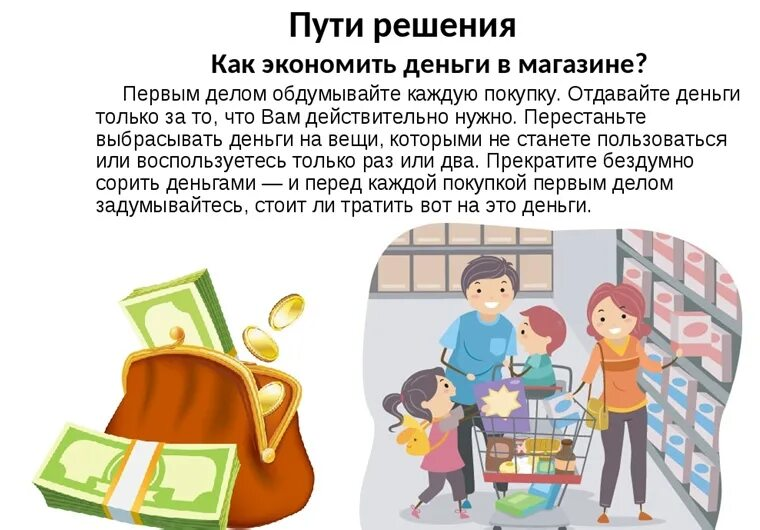 Пути решения
Как экономить деньги в магазине?
Первым делом обдумывайте каждую покупку. Отдавайте деньги
только за то, что Вам действительно нужно. Перестаньте
выбрасывать деньги на вещи, которыми не станете пользоваться
или воспользуетесь только раз или два. Прекратите бездумно
сорить деньгами — и перед каждой покупкой первым делом
задумывайтесь, стоит ли тратить вот на это деньги.